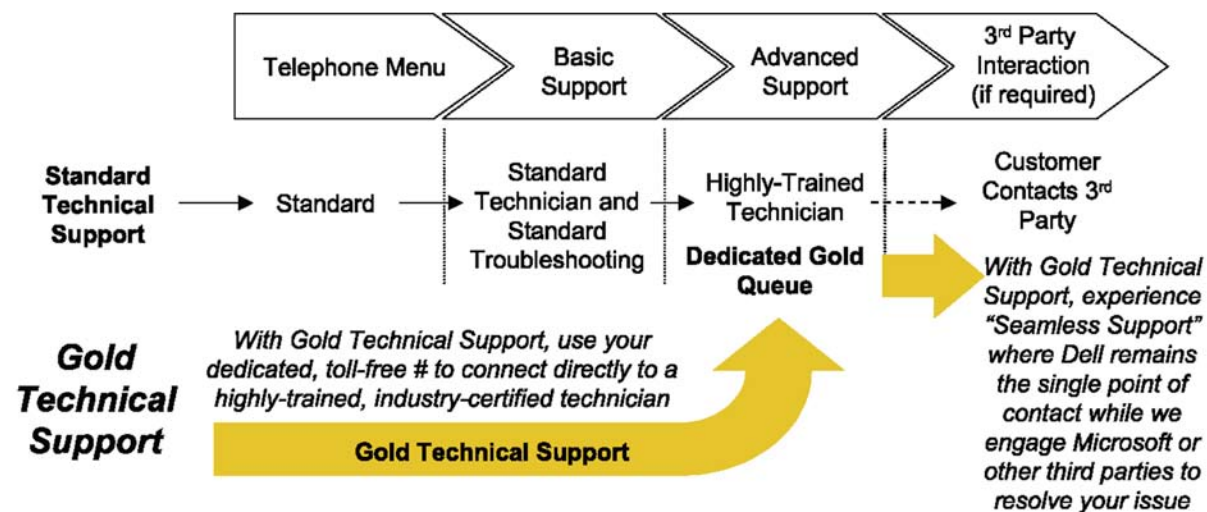 Telephone Menu
Basic
Support
Advanced
Support
3rd Party
Interaction
(if required)
Standard
Technical
Support
Standard
Standard
Technician and
Standard
Troubleshooting
Highly-Trained
Technician
Customer
Contacts 3rd
Party
Dedicated Gold
Queue
With Gold Technical
Support, experience
“Seamless Support”
where Dell remains
the single point of
contact while we
engage Microsoft or
other third parties to
resolve your issue
Gold
Technical
Support
With Gold Technical Support, use your
dedicated, toll-free # to connect directly to a
highly-trained, industry-certified technician
Gold Technical Support